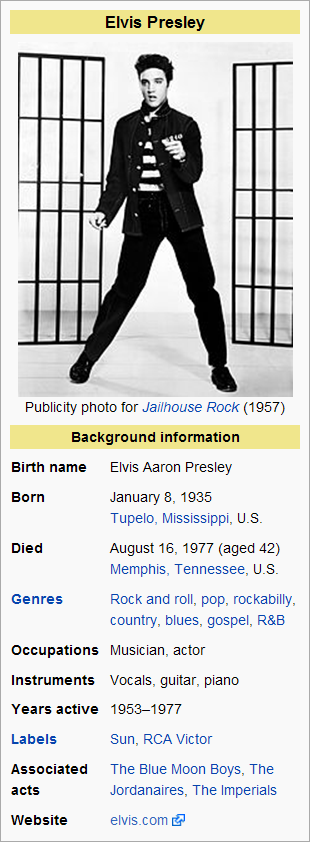 Elvis Presley
Publicity photo for Jailhouse Rock (1957)
Background information
Birth name Elvis Aaron Presley
Born January 8, 1935
Tupelo, Mississippi, U.S.
Died August 16, 1977 (aged 42)
Memphis, Tennessee, U.S.
Genres Rock and roll, pop, rockabilly,
country, blues, gospel, R&B
Occupations Musician, actor
Instruments Vocals, guitar, piano
Years active 1953–1977
Labels Sun, RCA Victor
Associated The Blue Moon Boys, The
acts Jordanaires, The Imperials
Website elvis.com